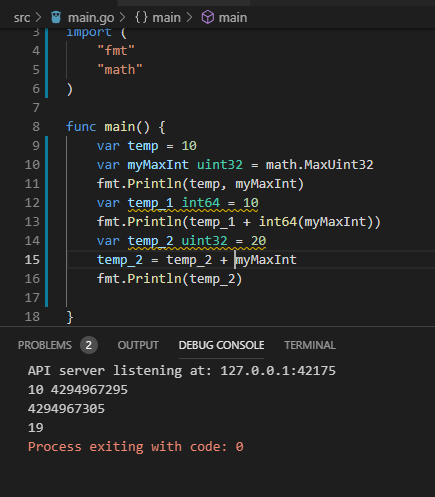 src > main.go > {} main > main
3 import (
4 "fmt"
5 "math"
6 )
7
8 func main() {
9 var temp = 10
10 var myMaxInt uint32 = math.MaxUint32
11 fmt.Println(temp, myMaxInt)
12 var temp_1 int64 = 10
13 fmt.Println(temp_1 + int64(myMaxInt))
14 var temp_2 uint32 = 20
15 temp_2 = temp_2 + myMaxInt
16 fmt.Println(temp_2)
17
18 }
PROBLEMS 2 OUTPUT DEBUG CONSOLE TERMINAL
API server listening at: 127.0.0.1:42175
10 4294967295
4294967305
19
Process exiting with code: 0